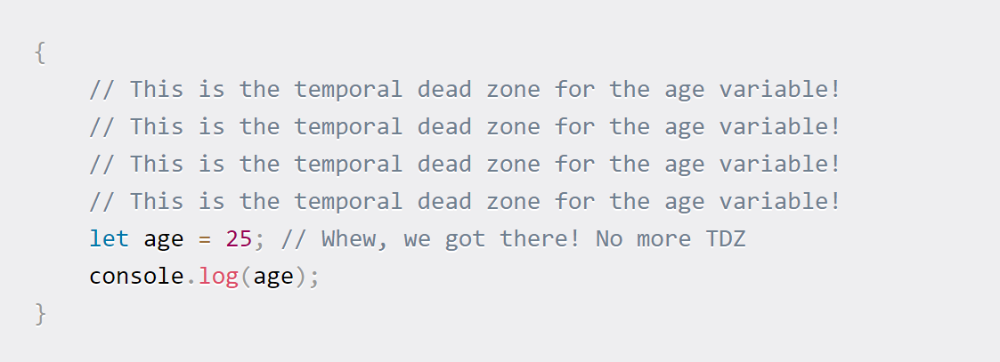 {
    // This is the temporal dead zone for the age variable!
    // This is the temporal dead zone for the age variable!
    // This is the temporal dead zone for the age variable!
    // This is the temporal dead zone for the age variable!
    let age = 25; // Whew, we got there! No more TDZ
    console.log(age);
}